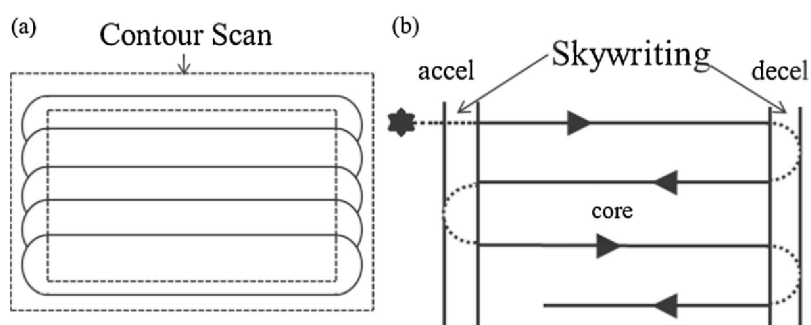 (a)
Contour Scan
(b)
Skywriting
accel
decel
core